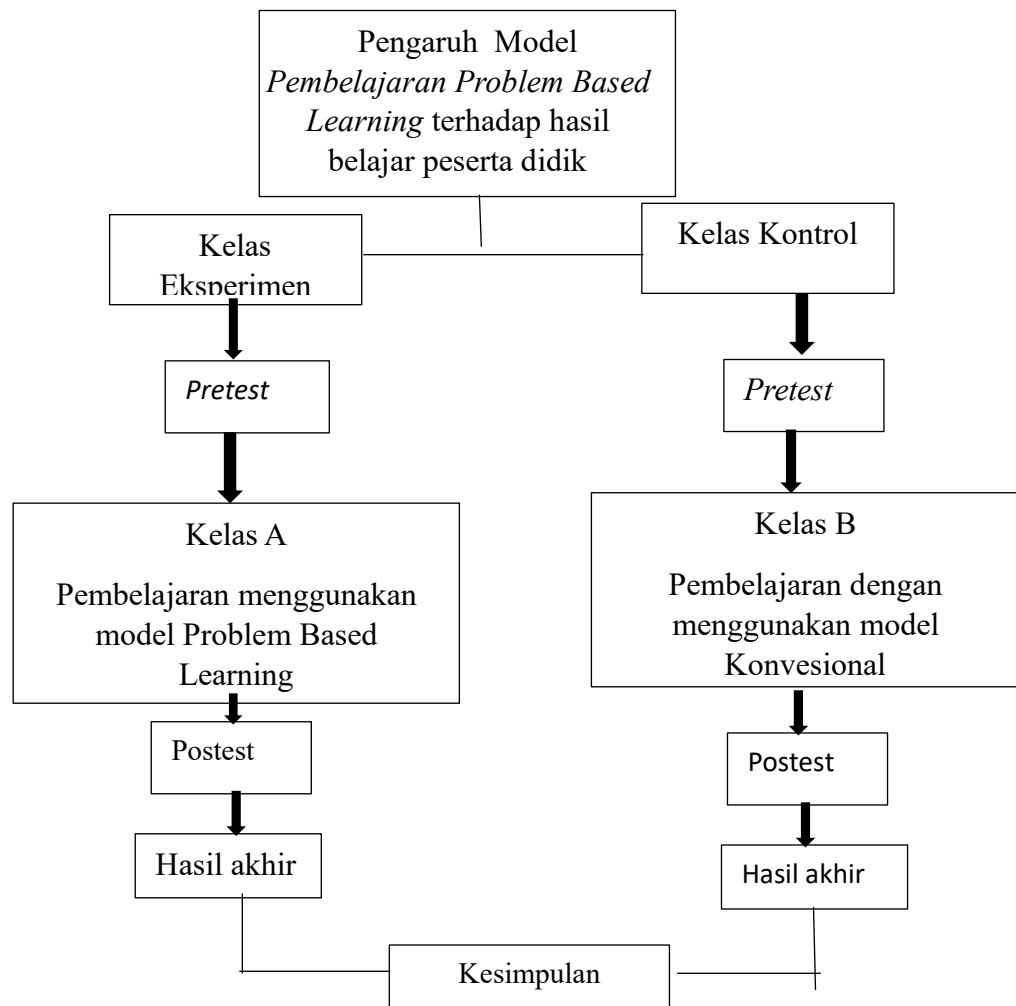 Pengaruh Model
Pembelajaran Problem Based
Learning terhadap hasil
belajar peserta didik
Kelas
Eksperimen
Kelas Kontrol
Pretest
Pretest
Kelas A
Pembelajaran menggunakan
model Problem Based
Learning
Kelas B
Pembelajaran dengan
menggunakan model
Konvesional
Postest
Postest
Hasil akhir
Hasil akhir
Kesimpulan